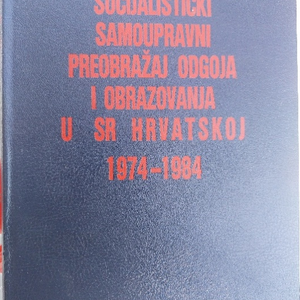 SOCIJALISTIČKI
SAMOUPRAVNI
PREOBRAŽAJ ODGOJA
I OBRAZOVANJA
U SR HRVATSKOJ
1974-1984